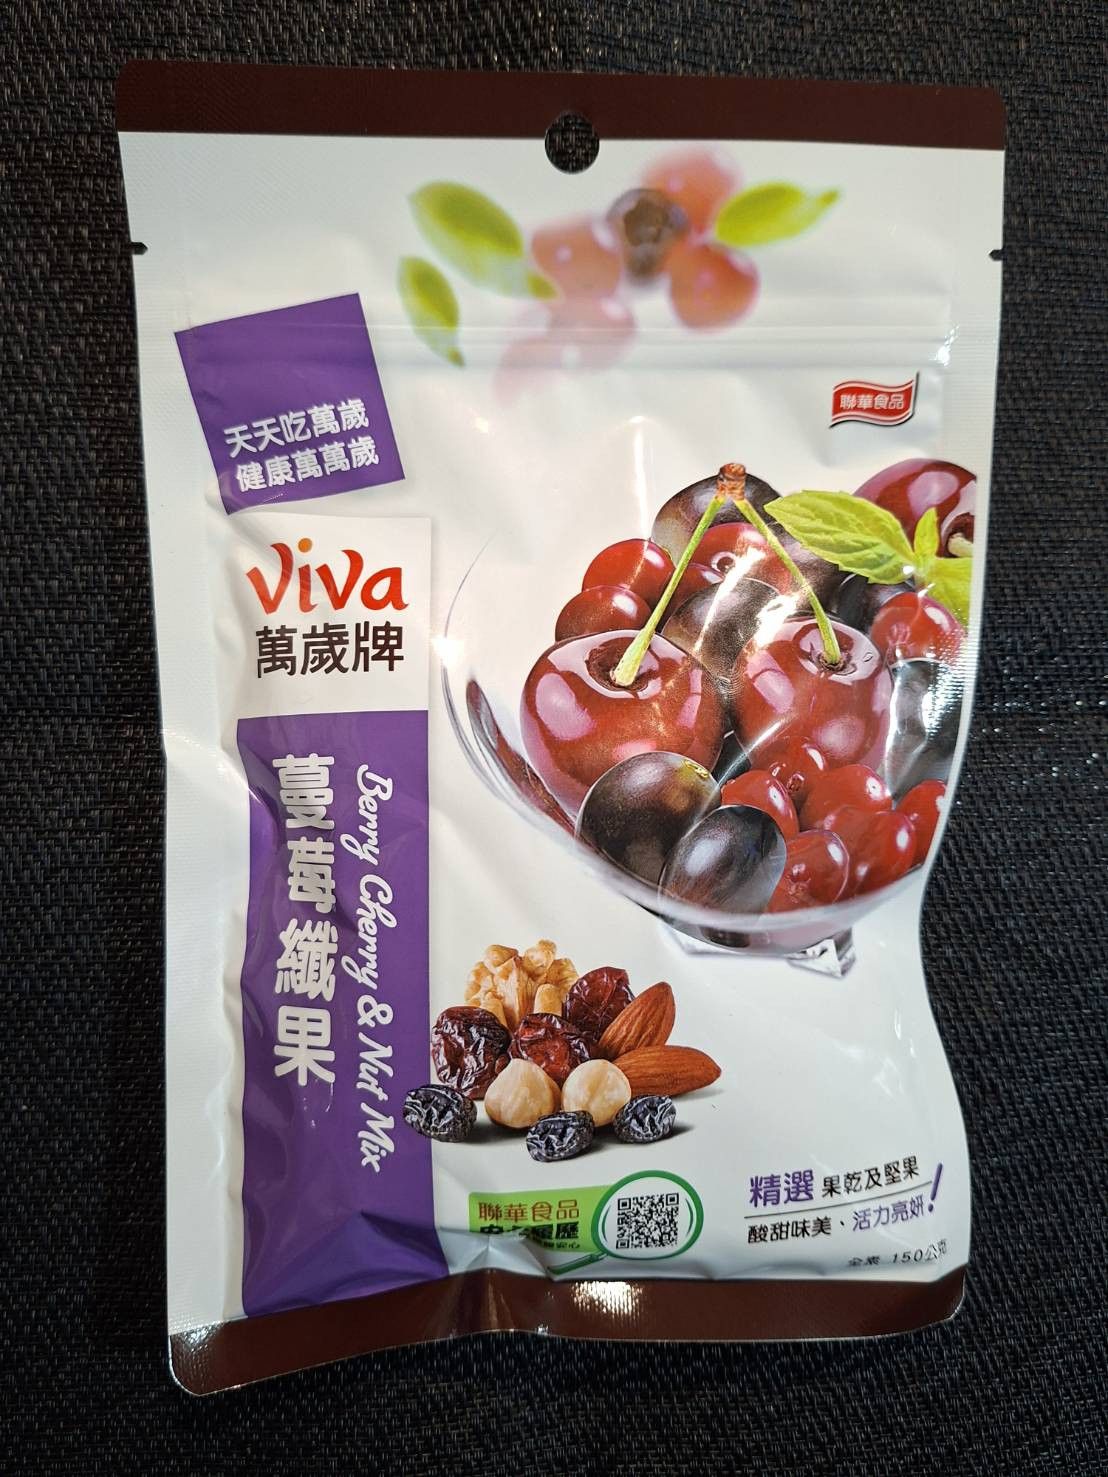 聯華食品
天天吃萬歲
健康萬萬歲
Viva
萬歲牌
蔓莓纖果
Berry Cherry & Nut Mix
聯華食品
精選 果乾及堅果
酸甜味美、活力亮妍!
全素 150公克